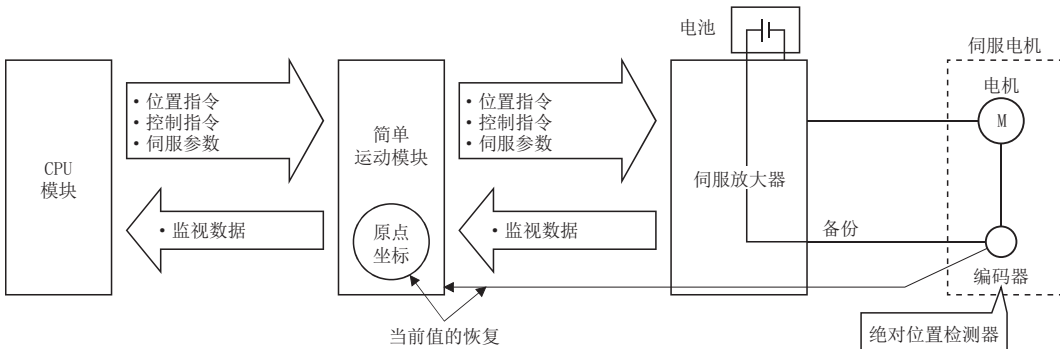 电池
伺服电机
电机
M
CPU
模块
• 位置指令
• 控制指令
• 伺服参数
• 监视数据
简单
运动模块
原点
坐标
• 位置指令
• 控制指令
• 伺服参数
• 监视数据
伺服放大器
备份
编码器
当前值的恢复
绝对位置检测器